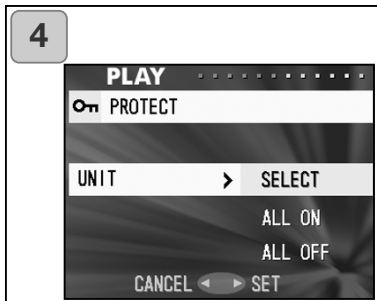 4
PLAY
PROTECT
UNIT > SELECT
ALL ON
ALL OFF
CANCEL ◄ ► SET